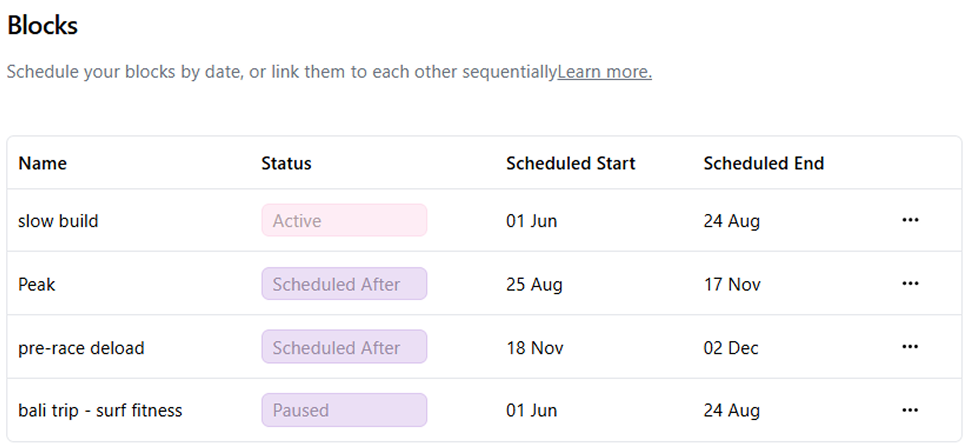 Blocks
Schedule your blocks by date, or link them to each other sequentiallyLearn more.
Name Status Scheduled Start Scheduled End
slow build Active 01 Jun 24 Aug ···
Peak Scheduled After 25 Aug 17 Nov ···
pre-race deload Scheduled After 18 Nov 02 Dec ···
bali trip - surf fitness Paused 01 Jun 24 Aug ···